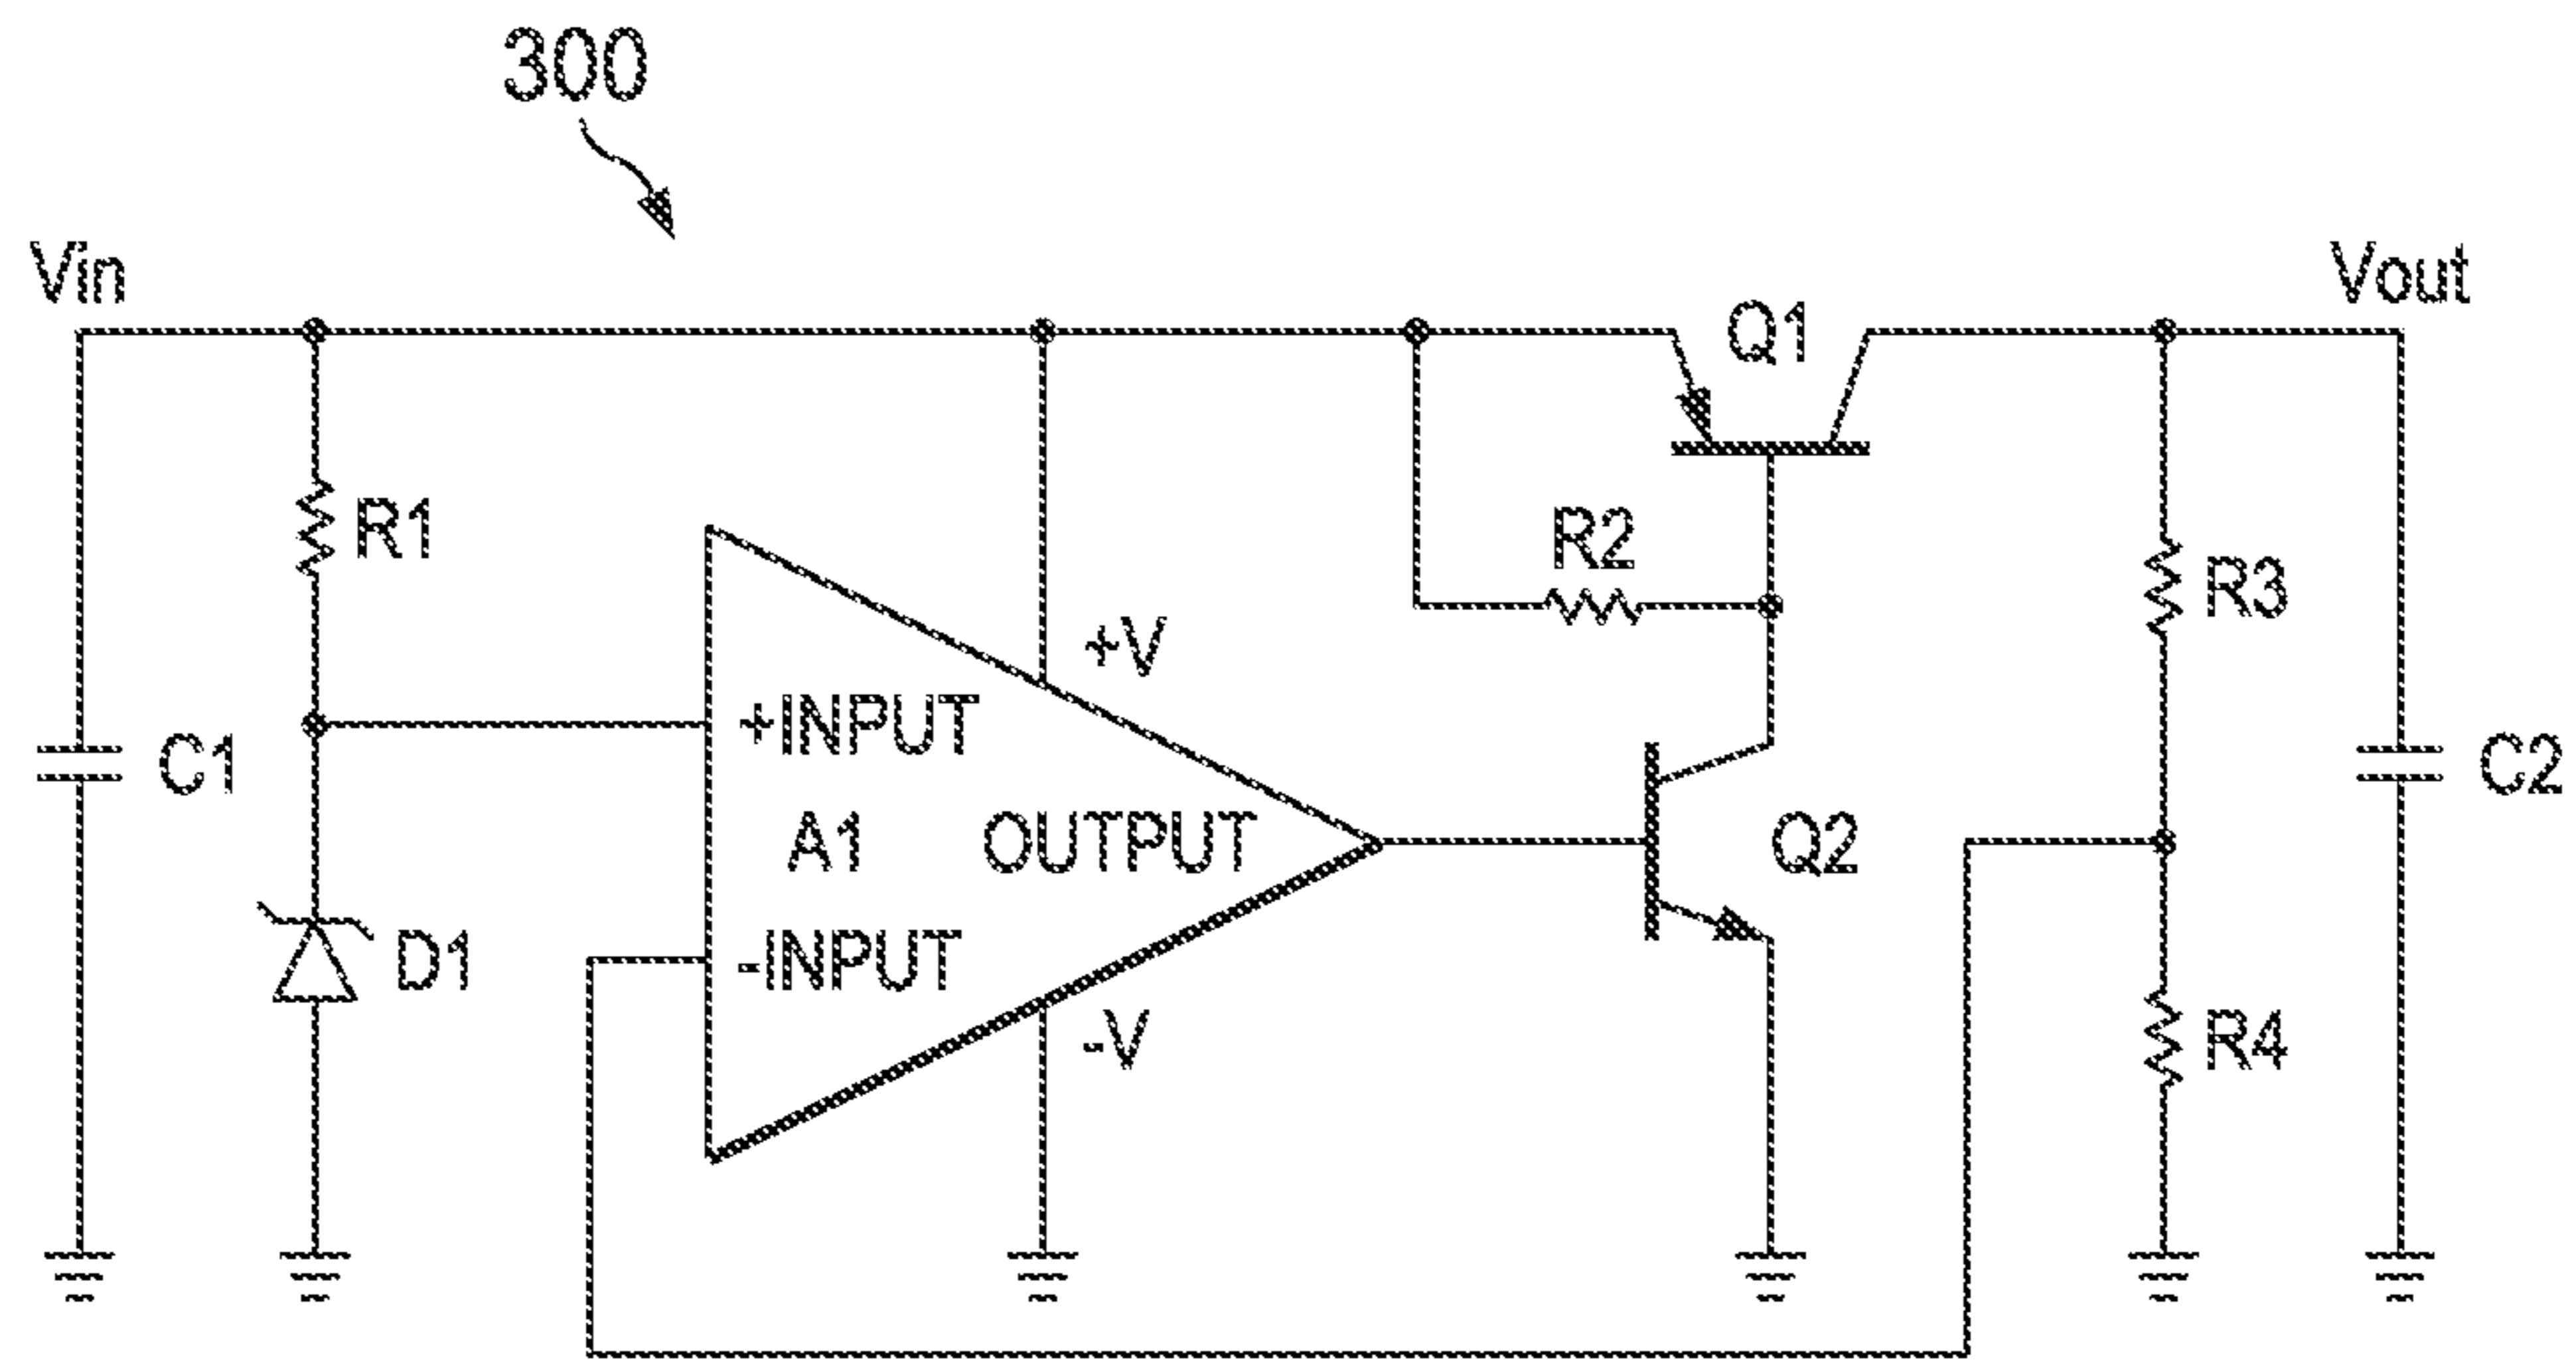 300
Vin
Vout
Q1
R1
R2
R3
+V
+INPUT
C1
A1
OUTPUT
Q2
C2
-INPUT
D1
-V
R4